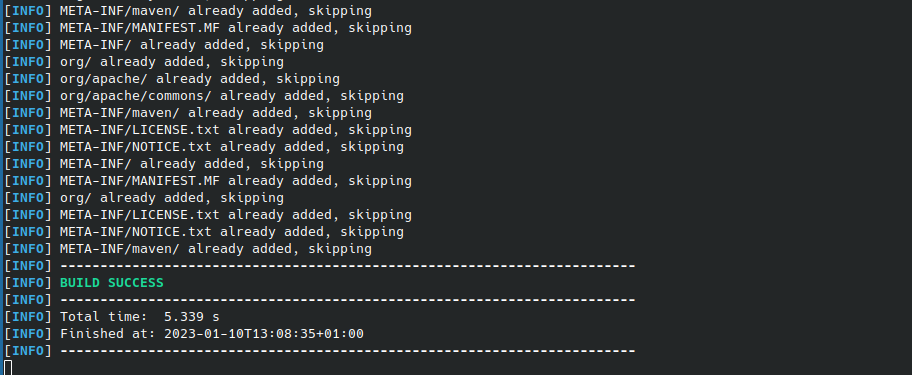 [INFO] META-INF/maven/ already added, skipping
[INFO] META-INF/MANIFEST.MF already added, skipping
[INFO] META-INF/ already added, skipping
[INFO] org/ already added, skipping
[INFO] org/apache/ already added, skipping
[INFO] org/apache/commons/ already added, skipping
[INFO] META-INF/maven/ already added, skipping
[INFO] META-INF/LICENSE.txt already added, skipping
[INFO] META-INF/NOTICE.txt already added, skipping
[INFO] META-INF/ already added, skipping
[INFO] META-INF/MANIFEST.MF already added, skipping
[INFO] org/ already added, skipping
[INFO] META-INF/LICENSE.txt already added, skipping
[INFO] META-INF/NOTICE.txt already added, skipping
[INFO] META-INF/maven/ already added, skipping
[INFO] ------------------------------------------------------------------------
[INFO] BUILD SUCCESS
[INFO] ------------------------------------------------------------------------
[INFO] Total time:  5.339 s
[INFO] Finished at: 2023-01-10T13:08:35+01:00
[INFO] ------------------------------------------------------------------------